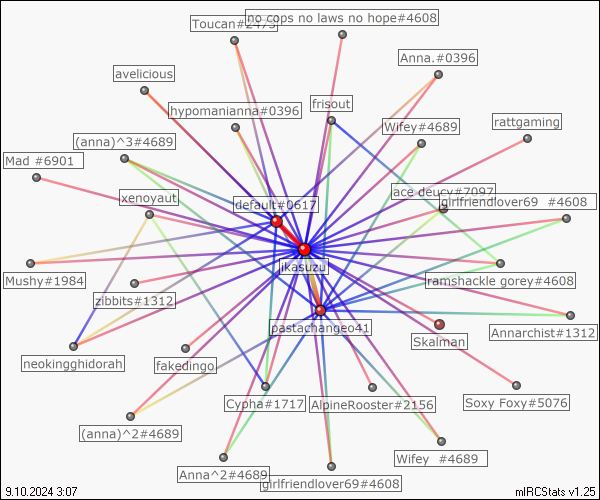 Toucan#2473
no cops no laws no hope#4608
avelicious
Anna.#0396
hypomanianna#0396
frisout
(anna)^3#4689
Wifey#4689
rattgaming
Mad #6901
xenoyaut
default#0617
ace deucy#7097
girlfriendlover69 #4608
jkasuzu
Mushy#1984
zibbits#1312
ramshackle gorey#4608
pastachangeo41
Annarchist#1312
Skalman
neokingghidorah
fakedingo
Cypha#1717
AlpineRooster#2156
Soxy Foxy#5076
(anna)^2#4689
Anna^2#4689
girlfriendlover69#4608
Wifey #4689
9.10.2024 3:07
mIRCStats v1.25